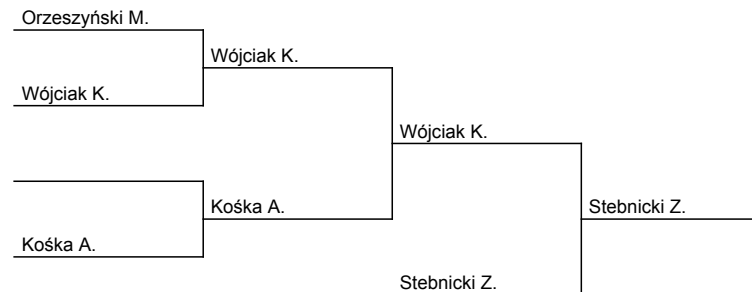 Orzeszyński M.
Wójciak K.
Wójciak K.
Wójciak K.
Kośka A.
Stebnicki Z.
Kośka A.
Stebnicki Z.